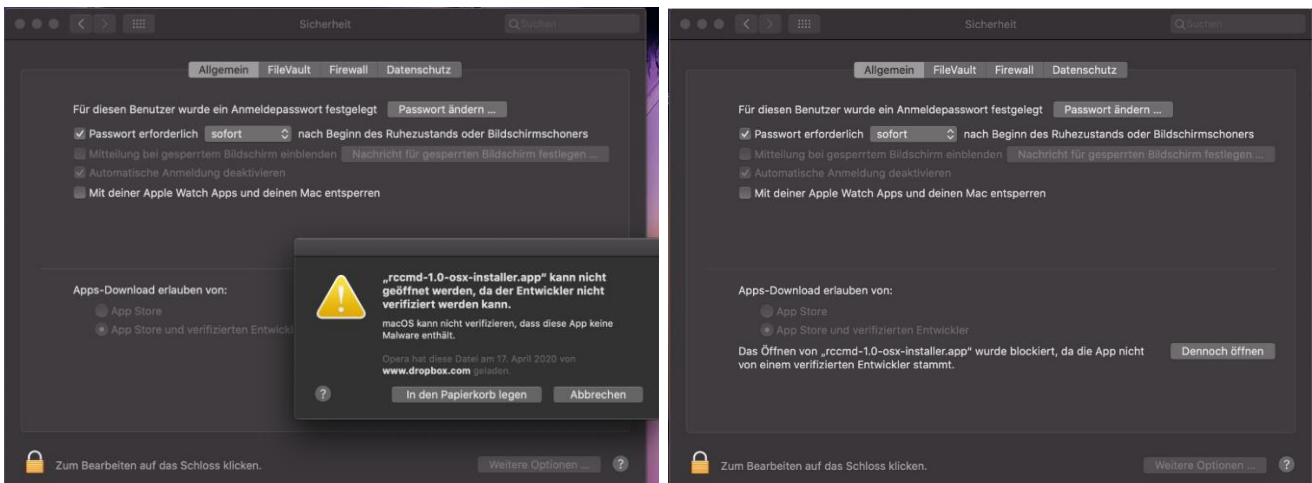 Sicherheit
Suchen
Allgemein FileVault Firewall Datenschutz
Für diesen Benutzer wurde ein Anmeldepasswort festgelegt Passwort ändern ...
Passwort erforderlich sofort nach Beginn des Ruhezustands oder Bildschirmschoners
Mitteilung bei gesperrtem Bildschirm einblenden Nachricht für gesperrten Bildschirm festlegen ...
Automatische Anmeldung deaktivieren
Mit deiner Apple Watch Apps und deinen Mac entsperren
Apps-Download erlauben von:
App Store
App Store und verifizierten Entwickl
„rccmd-1.0-osx-installer.app“ kann nicht
geöffnet werden, da der Entwickler nicht
verifiziert werden kann.
macOS kann nicht verifizieren, dass diese App keine
Malware enthält.
Opera hat diese Datei am 17. April 2020 von
www.dropbox.com geladen.
? In den Papierkorb legen Abbrechen
Zum Bearbeiten auf das Schloss klicken. Weitere Optionen ... ?
Sicherheit
Suchen
Allgemein FileVault Firewall Datenschutz
Für diesen Benutzer wurde ein Anmeldepasswort festgelegt Passwort ändern ...
Passwort erforderlich sofort nach Beginn des Ruhezustands oder Bildschirmschoners
Mitteilung bei gesperrtem Bildschirm einblenden Nachricht für gesperrten Bildschirm festlegen ...
Automatische Anmeldung deaktivieren
Mit deiner Apple Watch Apps und deinen Mac entsperren
Apps-Download erlauben von:
App Store
App Store und verifizierten Entwickler
Das Öffnen von „rccmd-1.0-osx-installer.app“ wurde blockiert, da die App nicht Dennoch öffnen
von einem verifizierten Entwickler stammt.
Zum Bearbeiten auf das Schloss klicken. Weitere Optionen ... ?